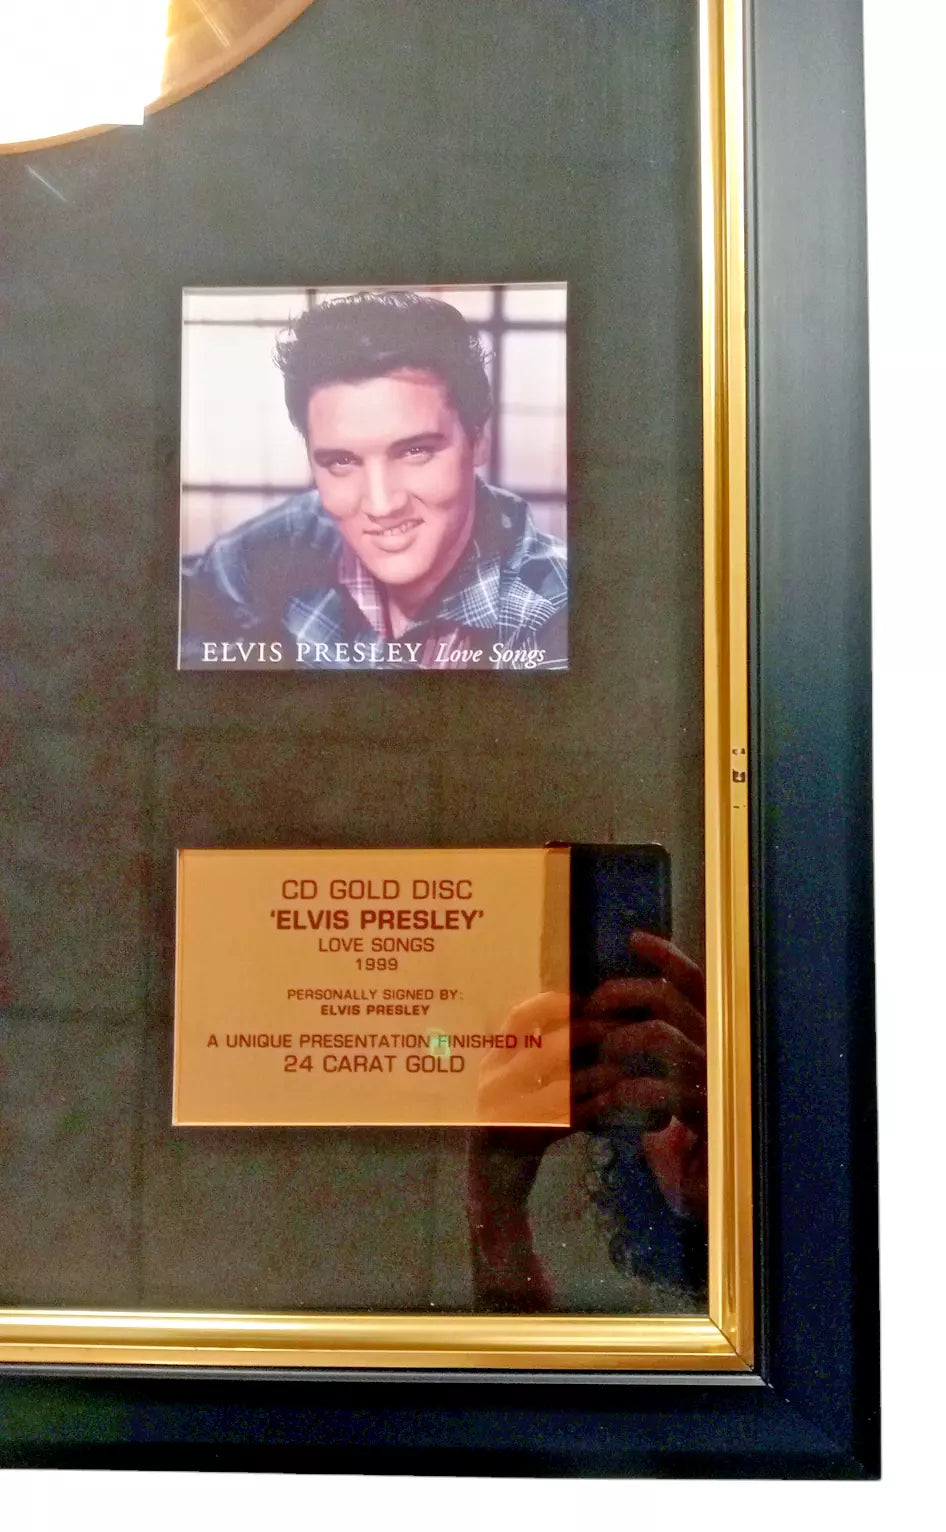 ELVIS PRESLEY Love Songs
CD GOLD DISC
'ELVIS PRESLEY'
LOVE SONGS
1999
PERSONALLY SIGNED BY:
ELVIS PRESLEY
A UNIQUE PRESENTATION FINISHED IN
24 CARAT GOLD